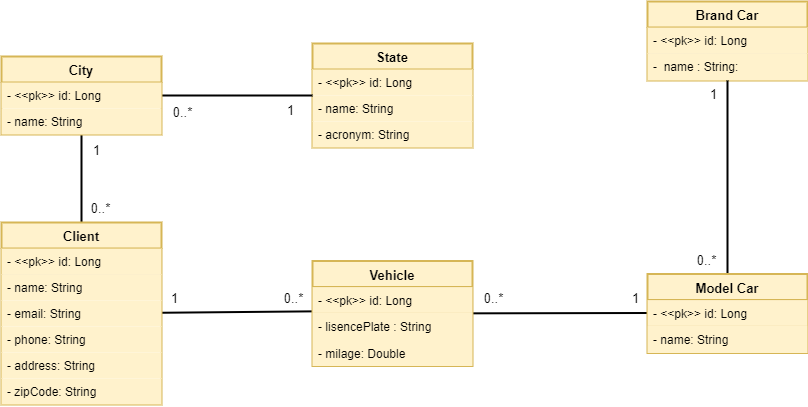 Brand Car
- <<pk>> id: Long
- name : String:
State
- <<pk>> id: Long
- name: String
- acronym: String
City
- <<pk>> id: Long
- name: String
0..*
1
1
1
0..*
Client
- <<pk>> id: Long
- name: String
- email: String
- phone: String
- address: String
- zipCode: String
1
0..*
Vehicle
- <<pk>> id: Long
- lisencePlate : String
- milage: Double
0..*
1
0..*
Model Car
- <<pk>> id: Long
- name: String